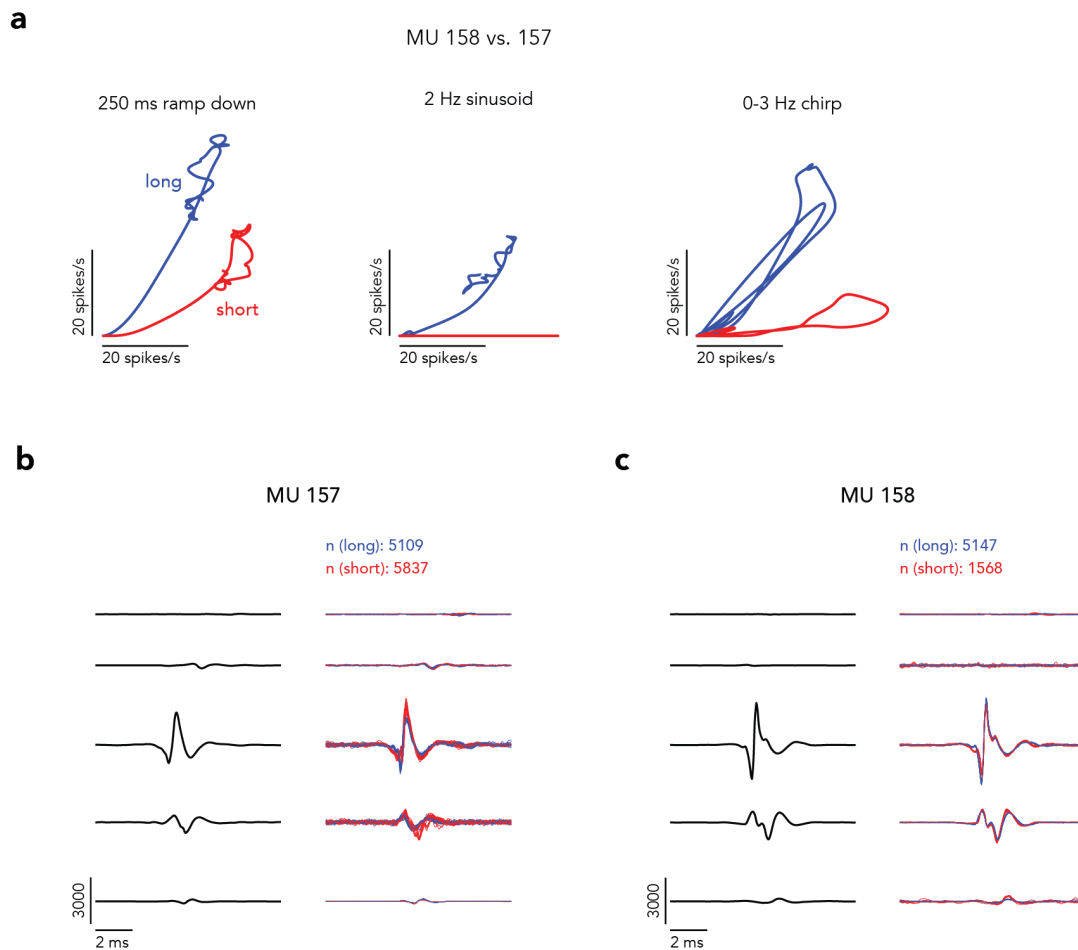 a
MU 158 vs. 157
250 ms ramp down
2 Hz sinusoid
0-3 Hz chirp
long
short
20 spikes/s
20 spikes/s
20 spikes/s
20 spikes/s
20 spikes/s
20 spikes/s
b
MU 157
n (long): 5109
n (short): 5837
3000
2 ms
c
MU 158
n (long): 5147
n (short): 1568
3000
2 ms